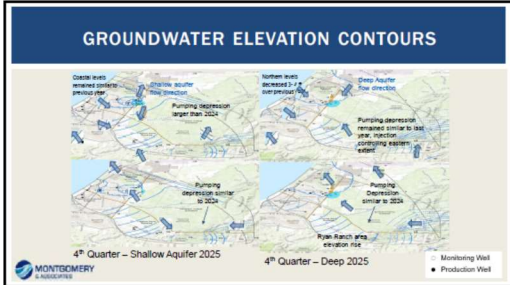 GROUNDWATER ELEVATION CONTOURS
Coastal levels
remained similar to
previous year
Shallow aquifer
flow direction
Pumping depression
larger than 2024
Northern levels
decreased
over previous
Deep Aquifer
flow direction
Pumping depression
remained similar to last
year, injection
controlling eastern
extent
Pumping
depression similar
to 2024
Pumping
Depression
similar to 2024
Ryan Ranch area
elevation rise
4th Quarter – Shallow Aquifer 2025
4th Quarter – Deep 2025
Monitoring Well
Production Well
MONTGOMERY
& ASSOCIATES